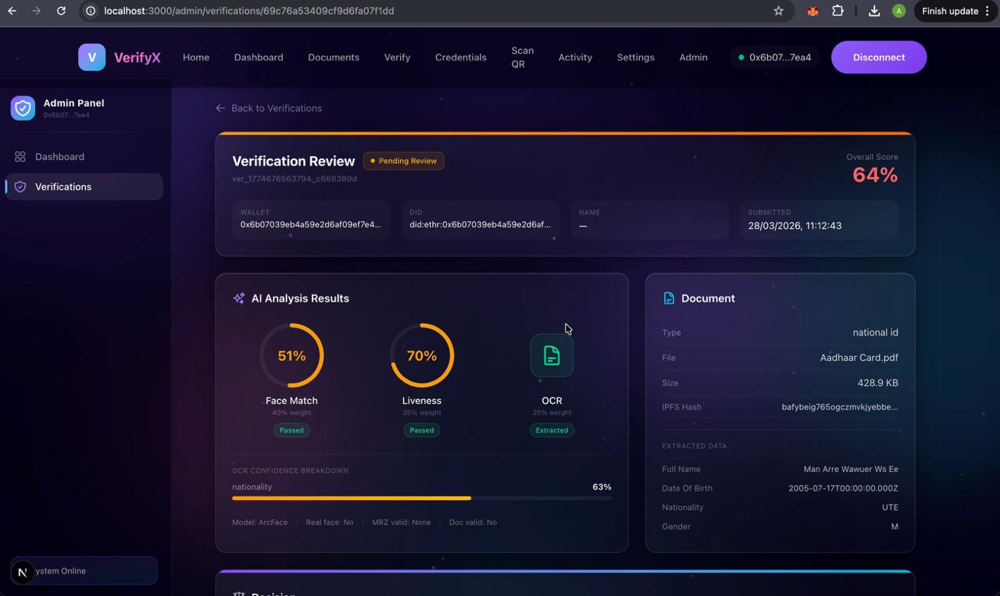 localhost:3000/admin/verifications/69c76a53409cf9d6fa07f1dd
A
Finish update
V
VerifyX
Home
Dashboard
Documents
Verify
Credentials
Scan
QR
Activity
Settings
Admin
0x6b07...7ea4
Disconnect
Admin Panel
0x6b07...7ea4
Dashboard
Verifications
Back to Verifications
Verification Review
Pending Review
ver_1774676563794_c668389d
Overall Score
64%
WALLET
0x6b07039eb4a59e2d6af09ef7e4...
DID
did:ethr:0x6b07039eb4a59e2d6af...
NAME
—
SUBMITTED
28/03/2026, 11:12:43
AI Analysis Results
51%
Face Match
40% weight
Passed
70%
Liveness
35% weight
Passed
OCR
25% weight
Extracted
OCR CONFIDENCE BREAKDOWN
nationality 63%
Model: ArcFace | Real face: No | MRZ valid: None | Doc valid: No
Document
Type national id
File Aadhaar Card.pdf
Size 428.9 KB
IPFS Hash bafybeig765ogczmvkjyebbe...
EXTRACTED DATA
Full Name Man Arre Wawuer Ws Ee
Date Of Birth 2005-07-17T00:00:00.000Z
Nationality UTE
Gender M
N
ystem Online
Decision